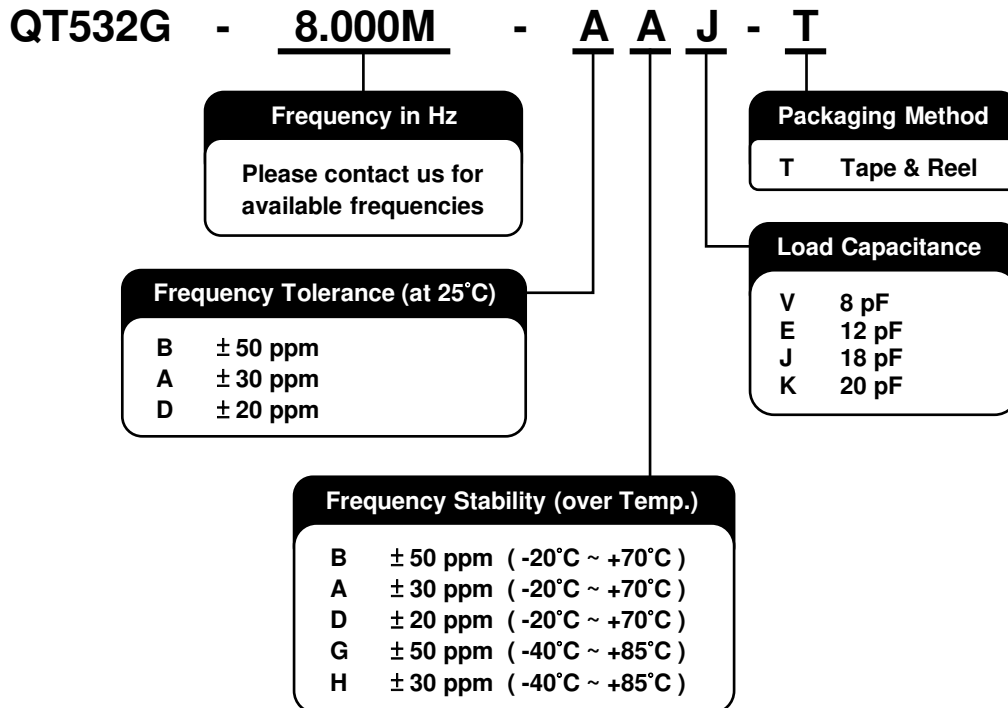 QT532G - 8.000M - A A J - T
Frequency in Hz
Please contact us for
available frequencies
Packaging Method
T Tape & Reel
Load Capacitance
V 8 pF
E 12 pF
J 18 pF
K 20 pF
Frequency Tolerance (at 25˚C)
B ± 50 ppm
A ± 30 ppm
D ± 20 ppm
Frequency Stability (over Temp.)
B ± 50 ppm ( -20˚C ~ +70˚C )
A ± 30 ppm ( -20˚C ~ +70˚C )
D ± 20 ppm ( -20˚C ~ +70˚C )
G ± 50 ppm ( -40˚C ~ +85˚C )
H ± 30 ppm ( -40˚C ~ +85˚C )